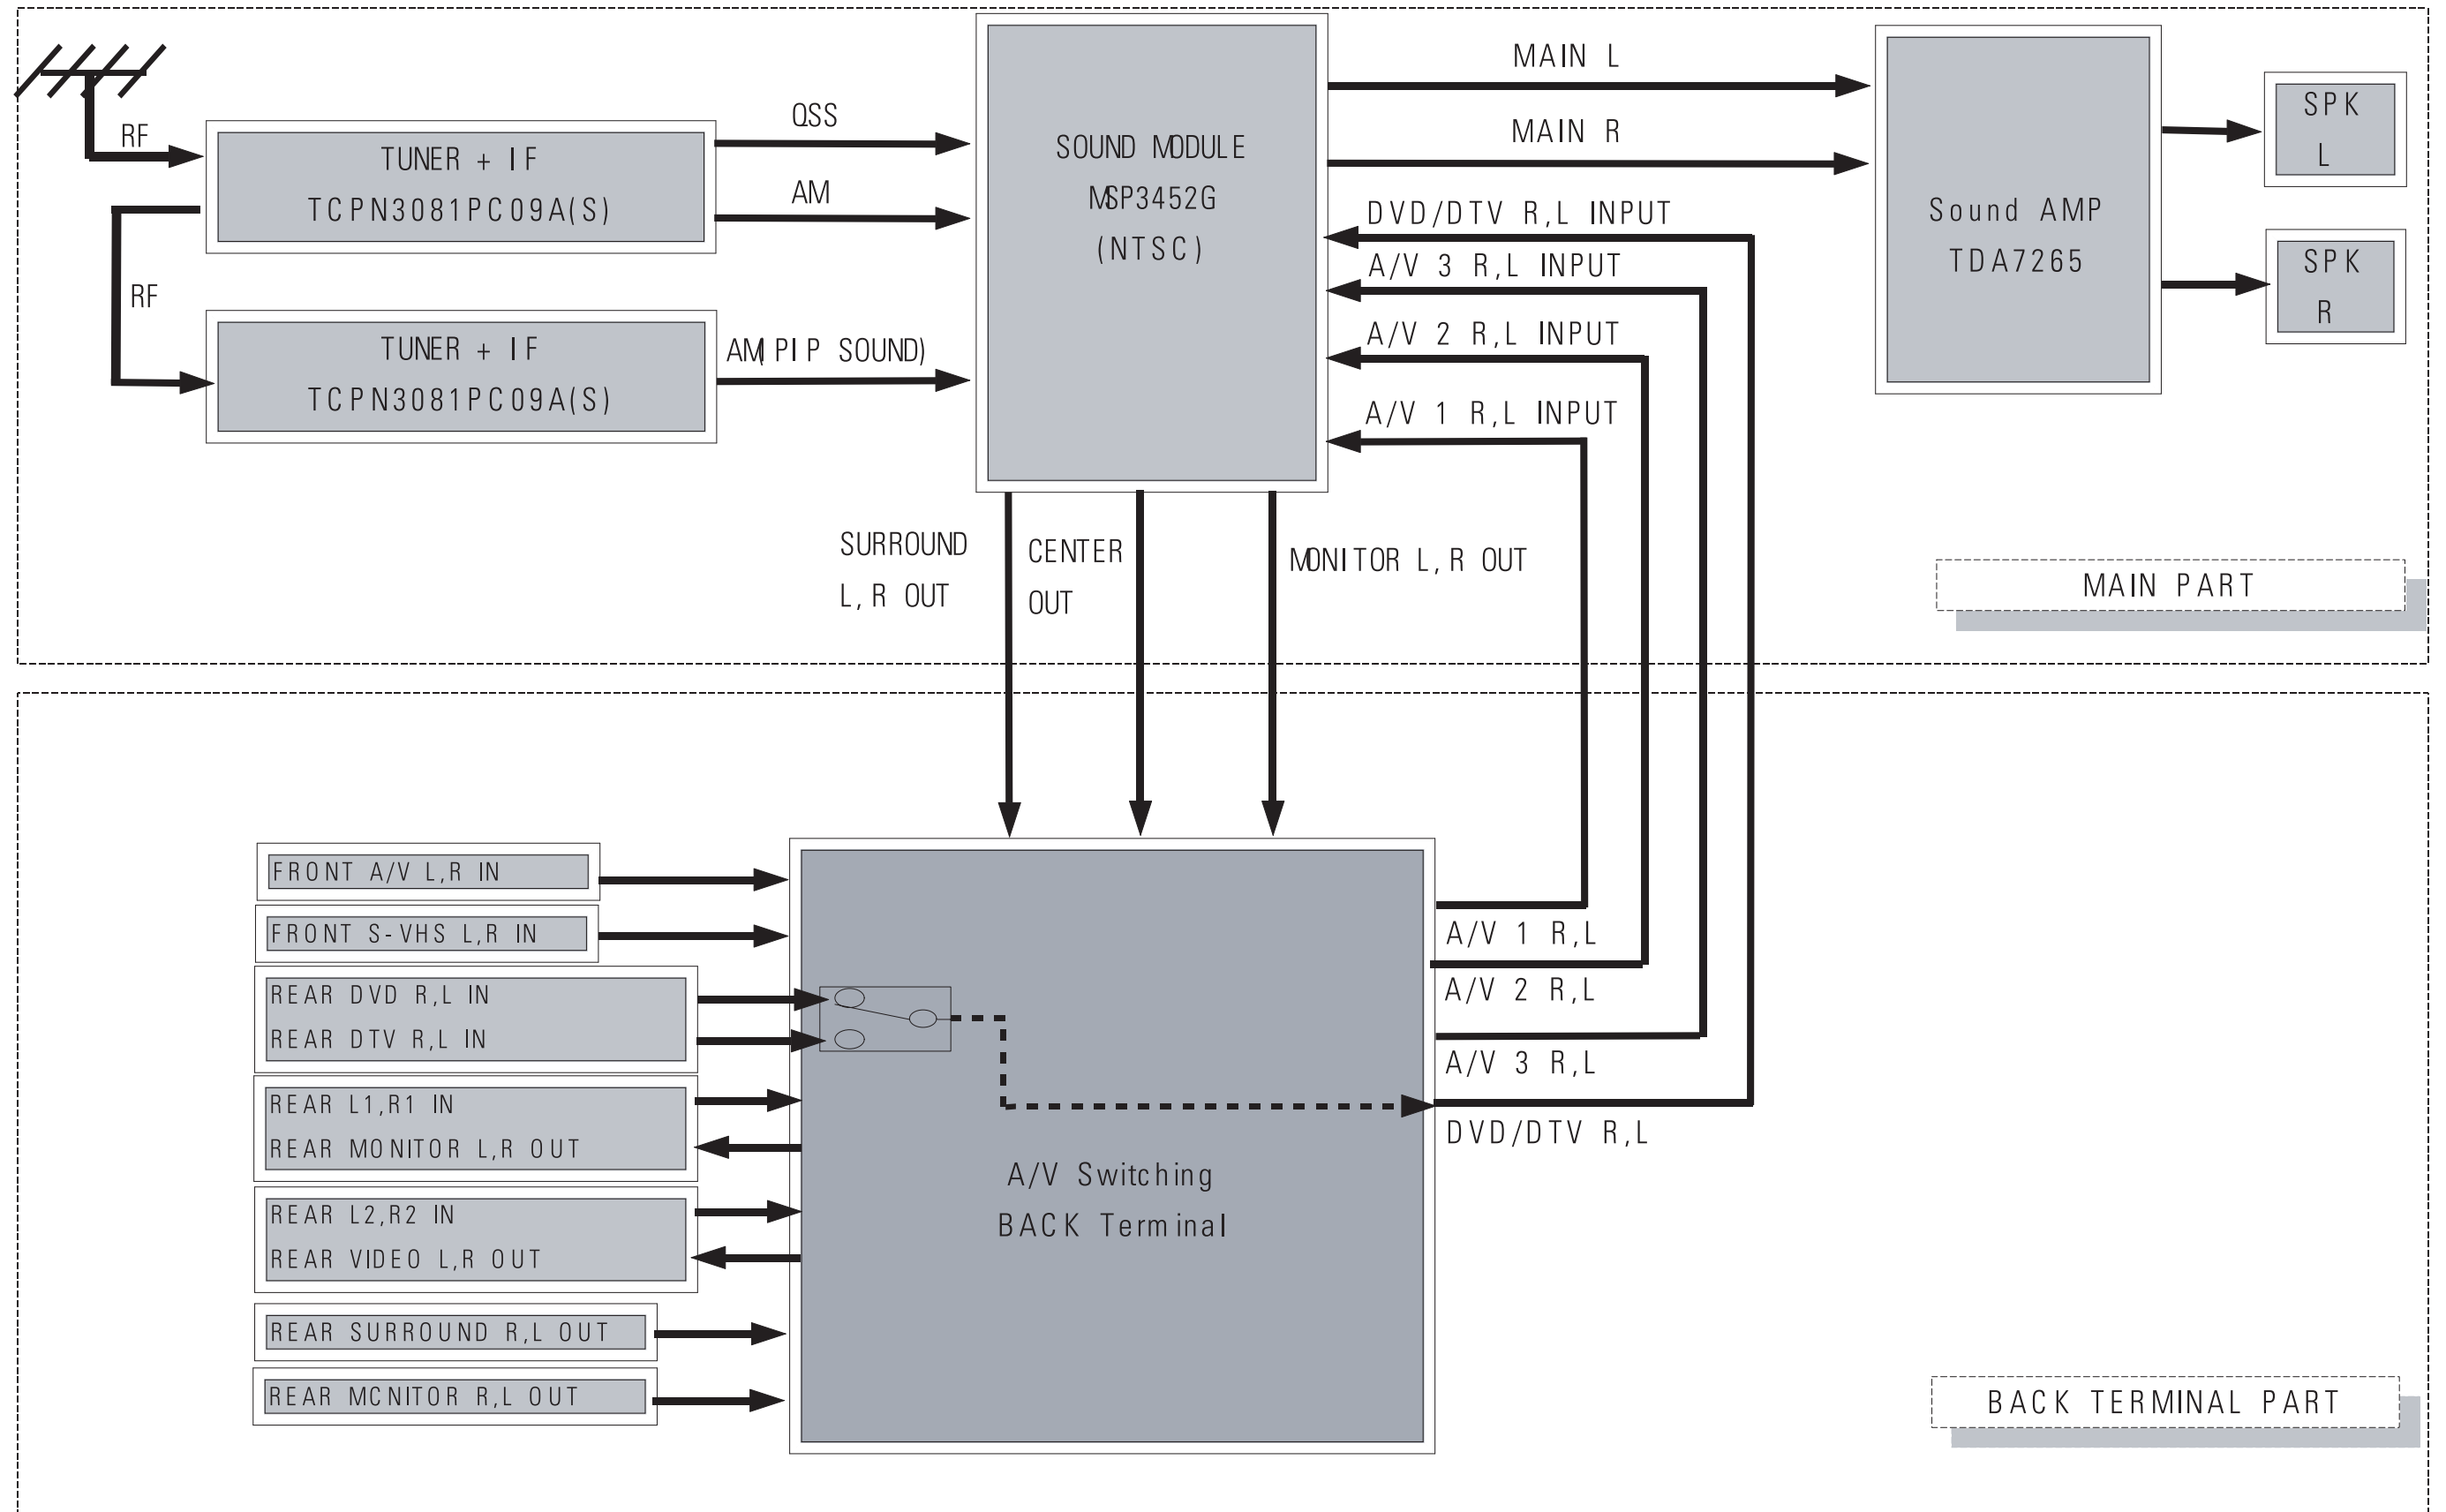 RF
TUNER + IF
TCPN3081PC09A(S)
RF
TUNER + IF
TCPN3081PC09A(S)
QSS
AM
AM(PIP SOUND)
SOUND MODULE
MSP3452G
(NTSC)
MAIN L
MAIN R
DVD/DTV R,L INPUT
A/V 3 R,L INPUT
A/V 2 R,L INPUT
A/V 1 R,L INPUT
Sound AMP
TDA7265
SPK
L
SPK
R
SURROUND
L,R OUT
CENTER
OUT
MONITOR L,R OUT
MAIN PART
FRONT A/V L,R IN
FRONT S-VHS L,R IN
REAR DVD R,L IN
REAR DTV R,L IN
REAR L1,R1 IN
REAR MONITOR L,R OUT
REAR L2,R2 IN
REAR VIDEO L,R OUT
REAR SURROUND R,L OUT
REAR MCNITOR R,L OUT
A/V Switching
BACK Terminal
A/V 1 R,L
A/V 2 R,L
A/V 3 R,L
DVD/DTV R,L
BACK TERMINAL PART